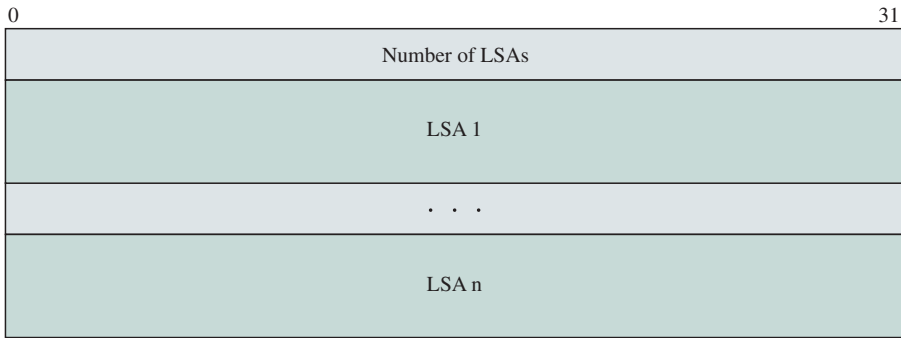 0 31
Number of LSAs
LSA 1
. . .
LSA n